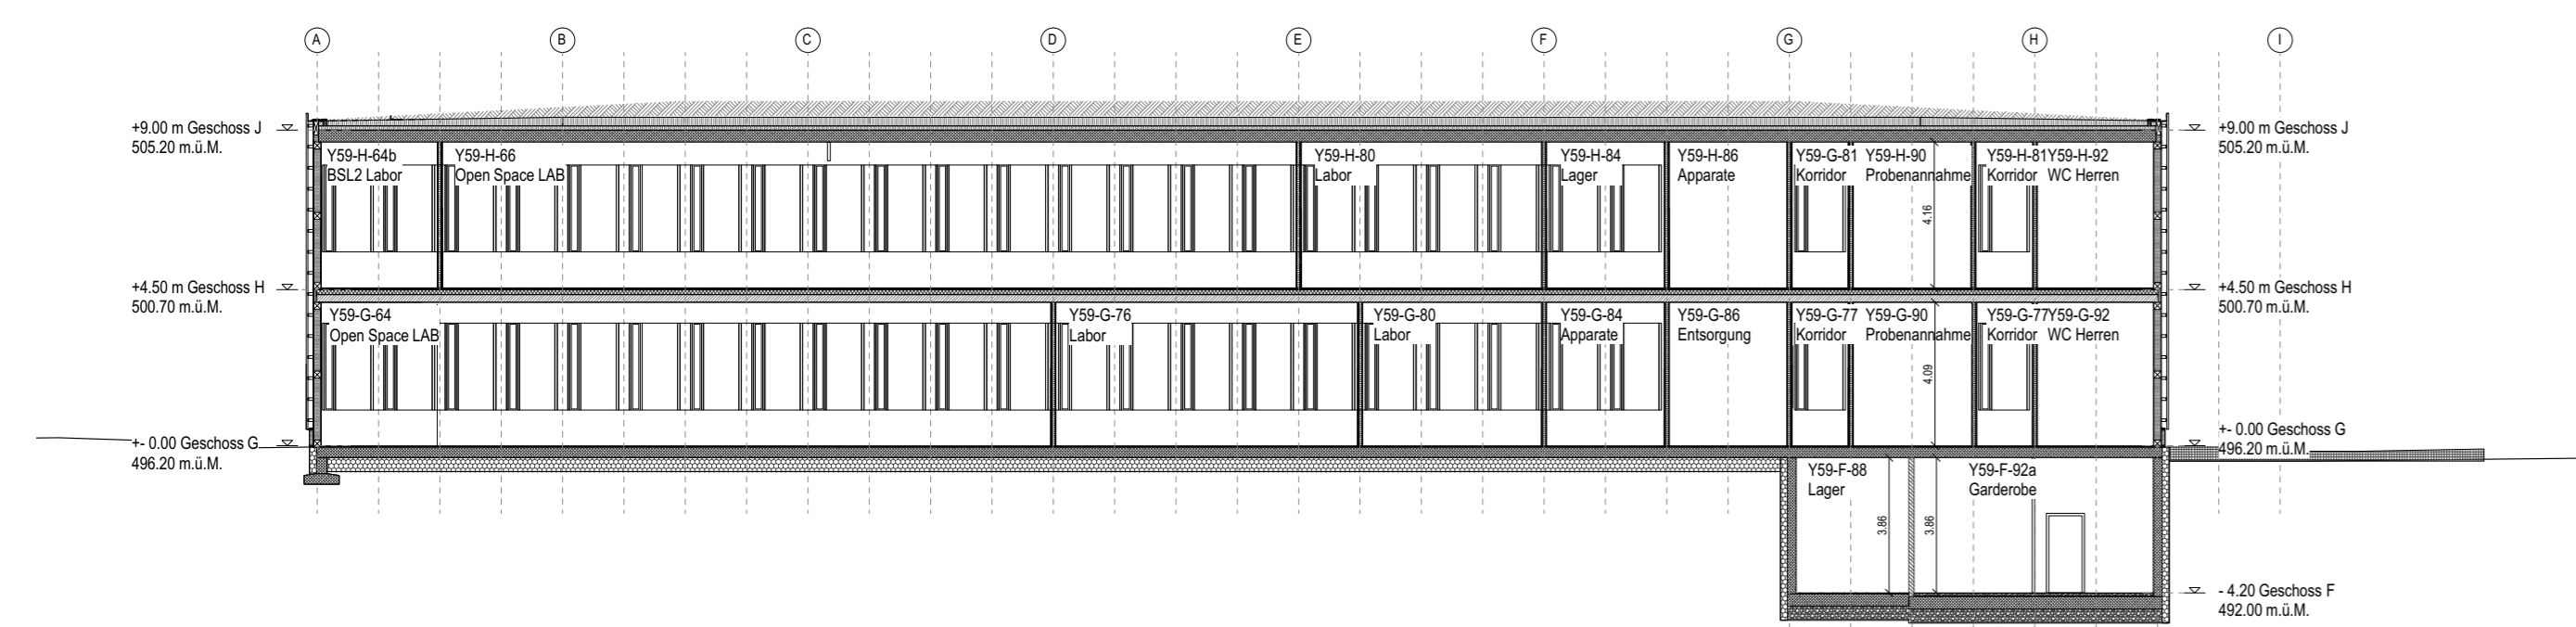 A
B
C
D
E
F
G
H
I
+9.00 m Geschoss J
505.20 m.ü.M.
+9.00 m Geschoss J
505.20 m.ü.M.
Y59-H-64b
BSL2 Labor
Y59-H-66
Open Space LAB
Y59-H-80
Labor
Y59-H-84
Lager
Y59-H-86
Apparate
Y59-G-81
Korridor
Y59-H-90
Probenannahme
Y59-H-81
Korridor
Y59-H-92
WC Herren
4.16
+4.50 m Geschoss H
500.70 m.ü.M.
+4.50 m Geschoss H
500.70 m.ü.M.
Y59-G-64
Open Space LAB
Y59-G-76
Labor
Y59-G-80
Labor
Y59-G-84
Apparate
Y59-G-86
Entsorgung
Y59-G-77
Korridor
Y59-G-90
Probenannahme
Y59-G-77
Korridor
Y59-G-92
WC Herren
4.09
+- 0.00 Geschoss G
496.20 m.ü.M.
+- 0.00 Geschoss G
496.20 m.ü.M.
Y59-F-88
Lager
Y59-F-92a
Garderobe
3.86
3.86
- 4.20 Geschoss F
492.00 m.ü.M.